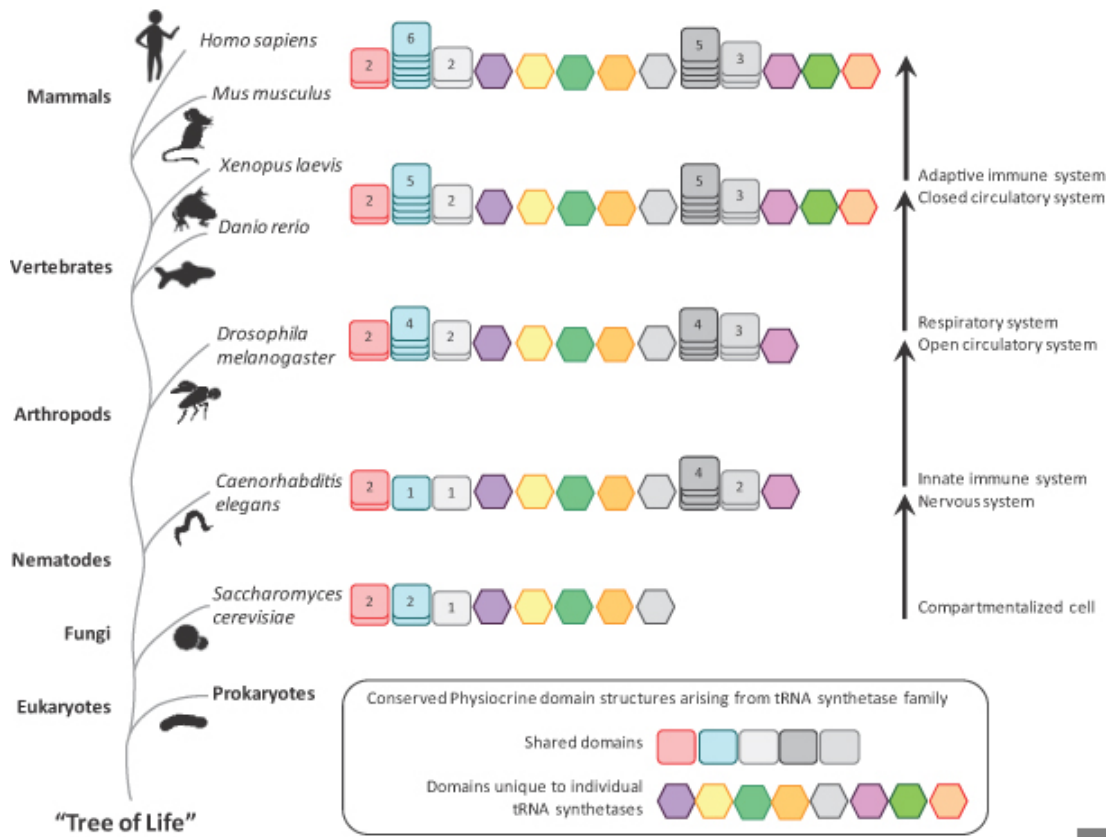 Homo sapiens
2 6 2 5 3
Mammals
Mus musculus
Xenopus laevis
2 5 2 5 3
Adaptive immune system
Closed circulatory system
Danio rerio
Vertebrates
Drosophila
melanogaster
2 4 2 4 3
Respiratory system
Open circulatory system
Arthropods
Caenorhabditis
elegans
2 1 1 4 2
Innate immune system
Nervous system
Nematodes
Saccharomyces
cerevisiae
2 2 1
Compartmentalized cell
Fungi
Prokaryotes
Eukaryotes
Conserved Physiocrine domain structures arising from tRNA synthetase family
Shared domains
Domains unique to individual
tRNA synthetases
"Tree of Life"